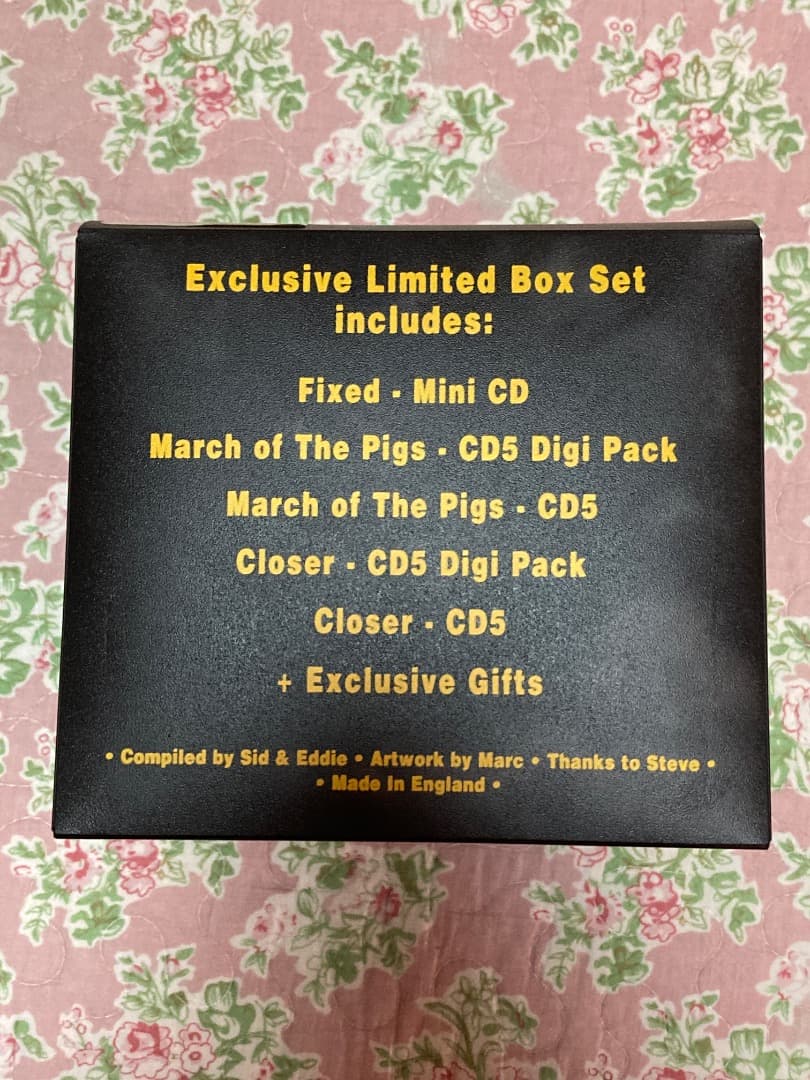 Exclusive Limited Box Set
includes:
Fixed - Mini CD
March of The Pigs - CD5 Digi Pack
March of The Pigs - CD5
Closer - CD5 Digi Pack
Closer - CD5
+ Exclusive Gifts
• Compiled by Sid & Eddie • Artwork by Marc • Thanks to Steve •
• Made In England •